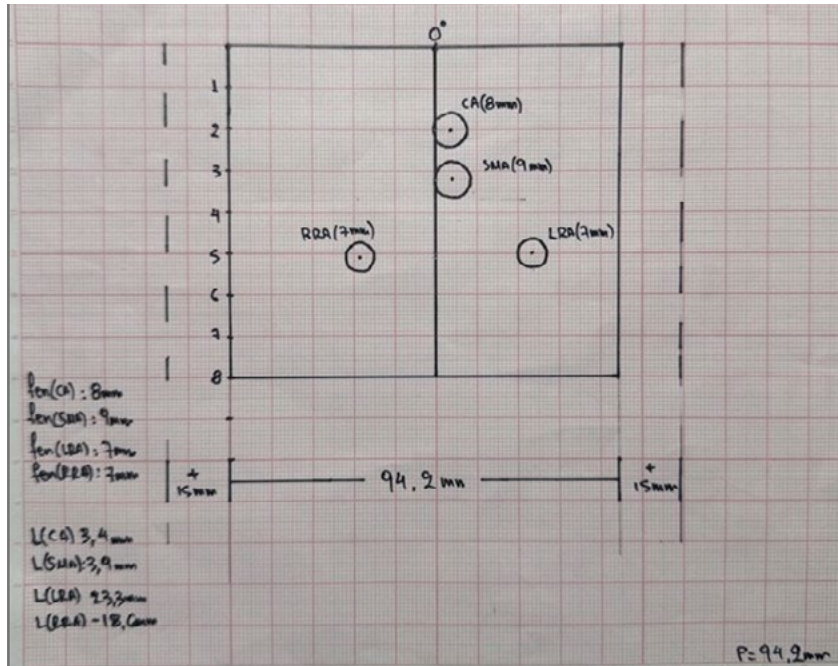 0°
CA(8mm)
1
2
SMA(9mm)
3
4
RRA(7mm)
LRA(7mm)
5
6
7
8
fen(CA): 8mm
fen(SMA): 9mm
fen(LRA): 7mm
fen(RRA): 7mm
+
15mm
94,2mm
+
15mm
L(CA) 3,4mm
L(SMA): 3,9mm
L(LRA) 23,3mm
L(RRA) -18,0mm
P=94,2mm